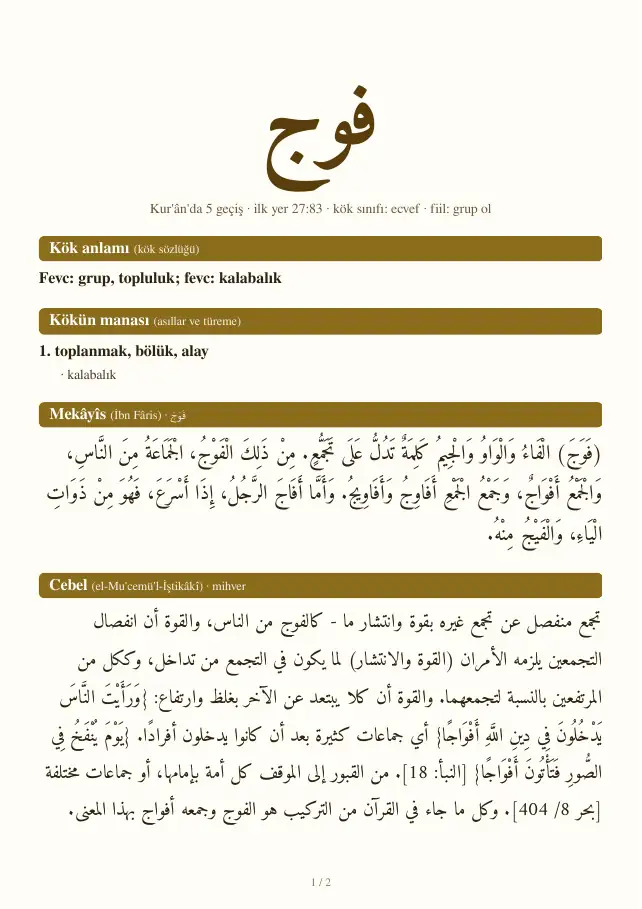 فوج
Kur'ân'da 5 geçiş · ilk yer 27:83 · kök sınıfı: ecvef · fiil: grup ol
Kök anlamı (kök sözlüğü)
Fevc: grup, topluluk; fevc: kalabalık
Kökün manası (asıllar ve türeme)
1. toplanmak, bölük, alay
· kalabalık
Mekâyîs (İbn Fâris) · فَوَجَ
(فَوَجَ) الْفَاءُ وَالْوَاوُ وَالْجِيمُ كَلِمَةٌ تَدُلُّ عَلَى تَجَمُّعٍ. مِنْ ذَلِكَ الْفَوْجُ، الْجَمَاعَةُ مِنَ النَّاسِ،
وَالْجَمْعُ أَفْوَاجٌ، وَجَمْعُ الْجَمْعِ أَفَاوِجُ وَأَفَاوِيجُ. وَأَمَّا أَفَاجَ الرَّجُلُ، إِذَا أَسْرَعَ، فَهُوَ مِنْ ذَوَاتِ
الْيَاءِ، وَالْفَيْجُ مِنْهُ.
Cebel (el-Mu'cemü'l-İştikâkî) · mihver
تجمع منفصل عن تجمع غيره بقوة وانتشار ما - كالفوج من الناس، والقوة أن انفصال
التجمعين يلزمه الأمران (القوة والانتشار) لما يكون في التجمع من تداخل، وككل من
المرتفعين بالنسبة لتجمعهما. والقوة أن كلا يبتعد عن الآخر بغلظ وارتفاع: {وَرَأَيْتَ النَّاسَ
يَدْخُلُونَ فِي دِينِ اللَّهِ أَفْوَاجًا} أي جماعات كثيرة بعد أن كانوا يدخلون أفرادًا. {يَوْمَ يُنْفَخُ فِي
الصُّورِ فَتَأْتُونَ أَفْوَاجًا} [النبأ: 18]. من القبور إلى الموقف كل أمة بإمامها، أو جماعات مختلفة
[بحر 8/ 404]. وكل ما جاء في القرآن من التركيب هو الفوج وجمعه أفواج بهذا المعنى.
1 / 2